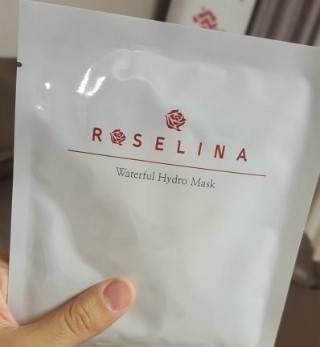 ROSELINA
Waterful Hydro Mask